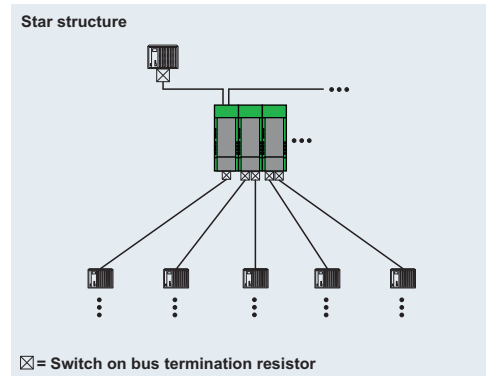 Star structure
= Switch on bus termination resistor